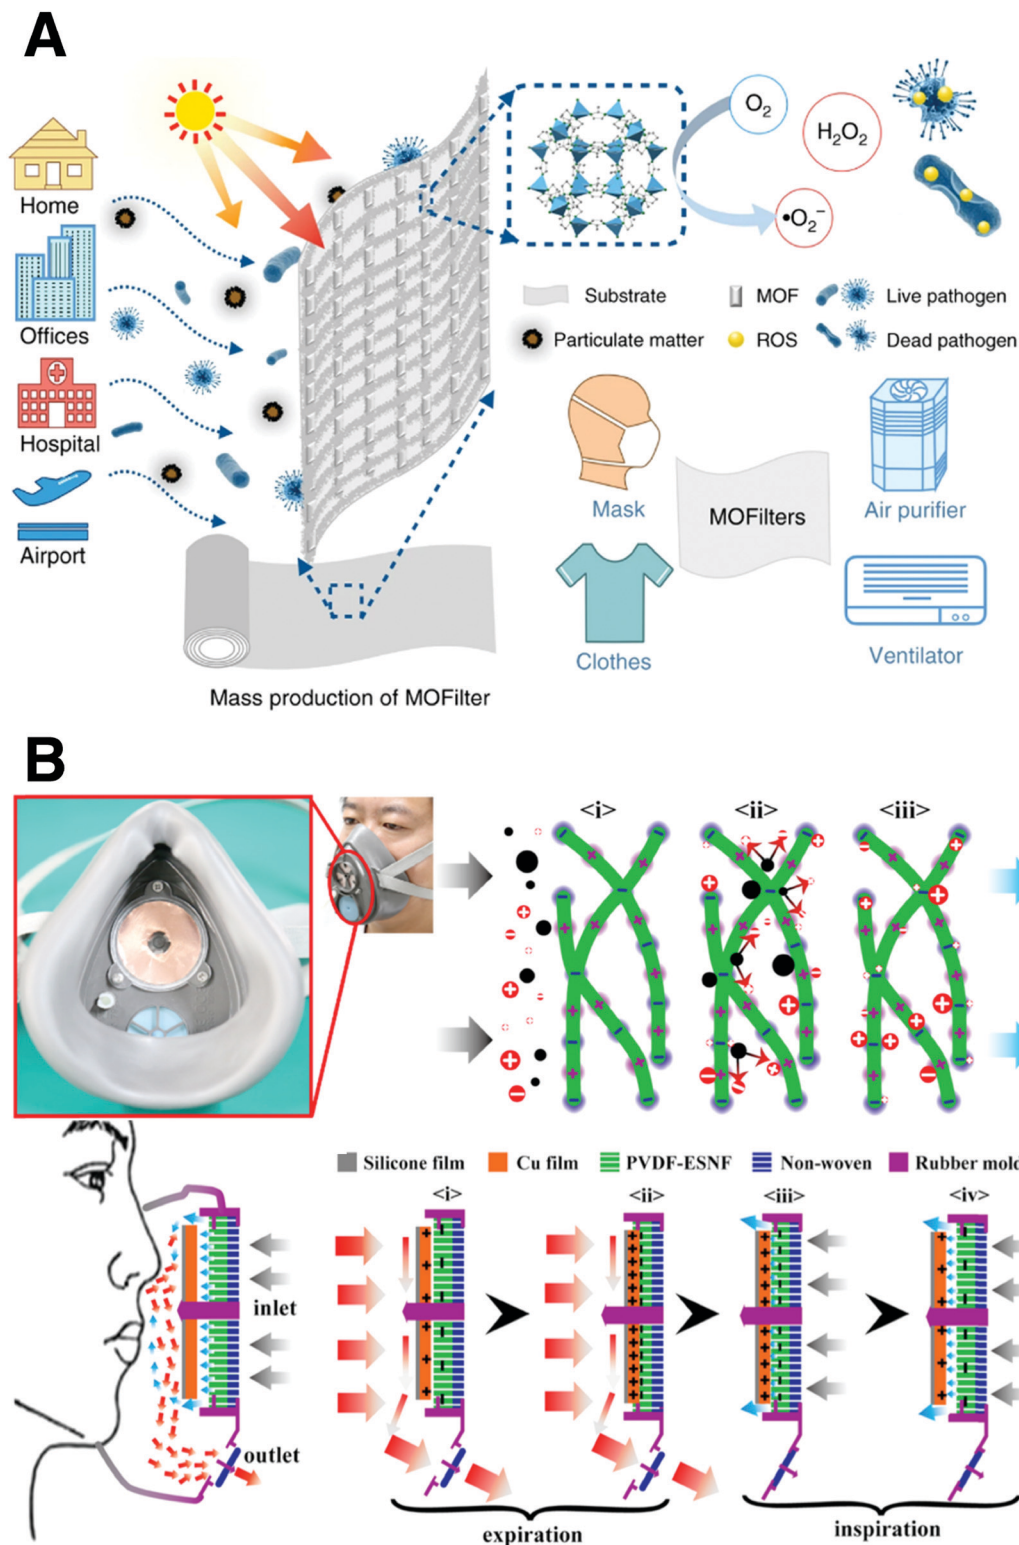 A
Home
Offices
Hospital
Airport
O₂
H₂O₂
•O₂⁻
Substrate
MOF
Live pathogen
Particulate matter
ROS
Dead pathogen
Mask
MOFilters
Air purifier
Clothes
Ventilator
Mass production of MOFilter
B
<i>
<ii>
<iii>
Silicone film
Cu film
PVDF-ESNF
Non-woven
Rubber mold
<i>
<ii>
<iii>
<iv>
inlet
outlet
expiration
inspiration